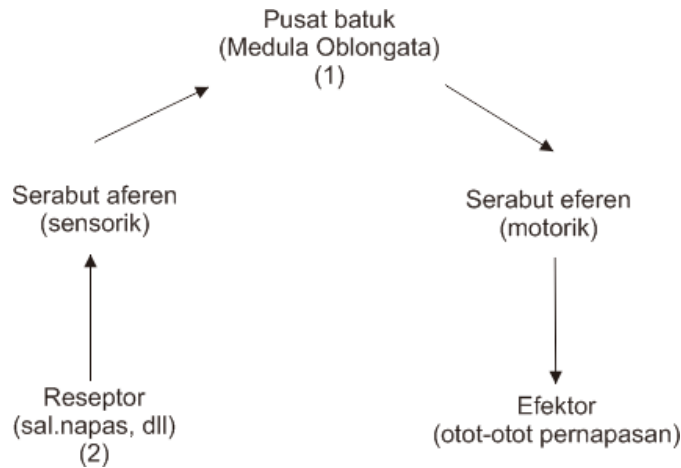 Pusat batuk
(Medula Oblongata)
(1)
Serabut aferen
(sensorik)
Serabut eferen
(motorik)
Reseptor
(sal.napas, dll)
(2)
Efektor
(otot-otot pernapasan)